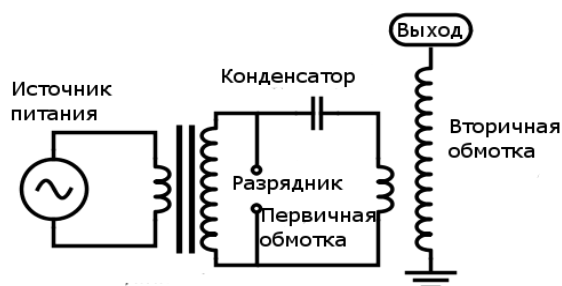 Выход
Конденсатор
Источник
питания
Вторичная
обмотка
Разрядник
Первичная
обмотка